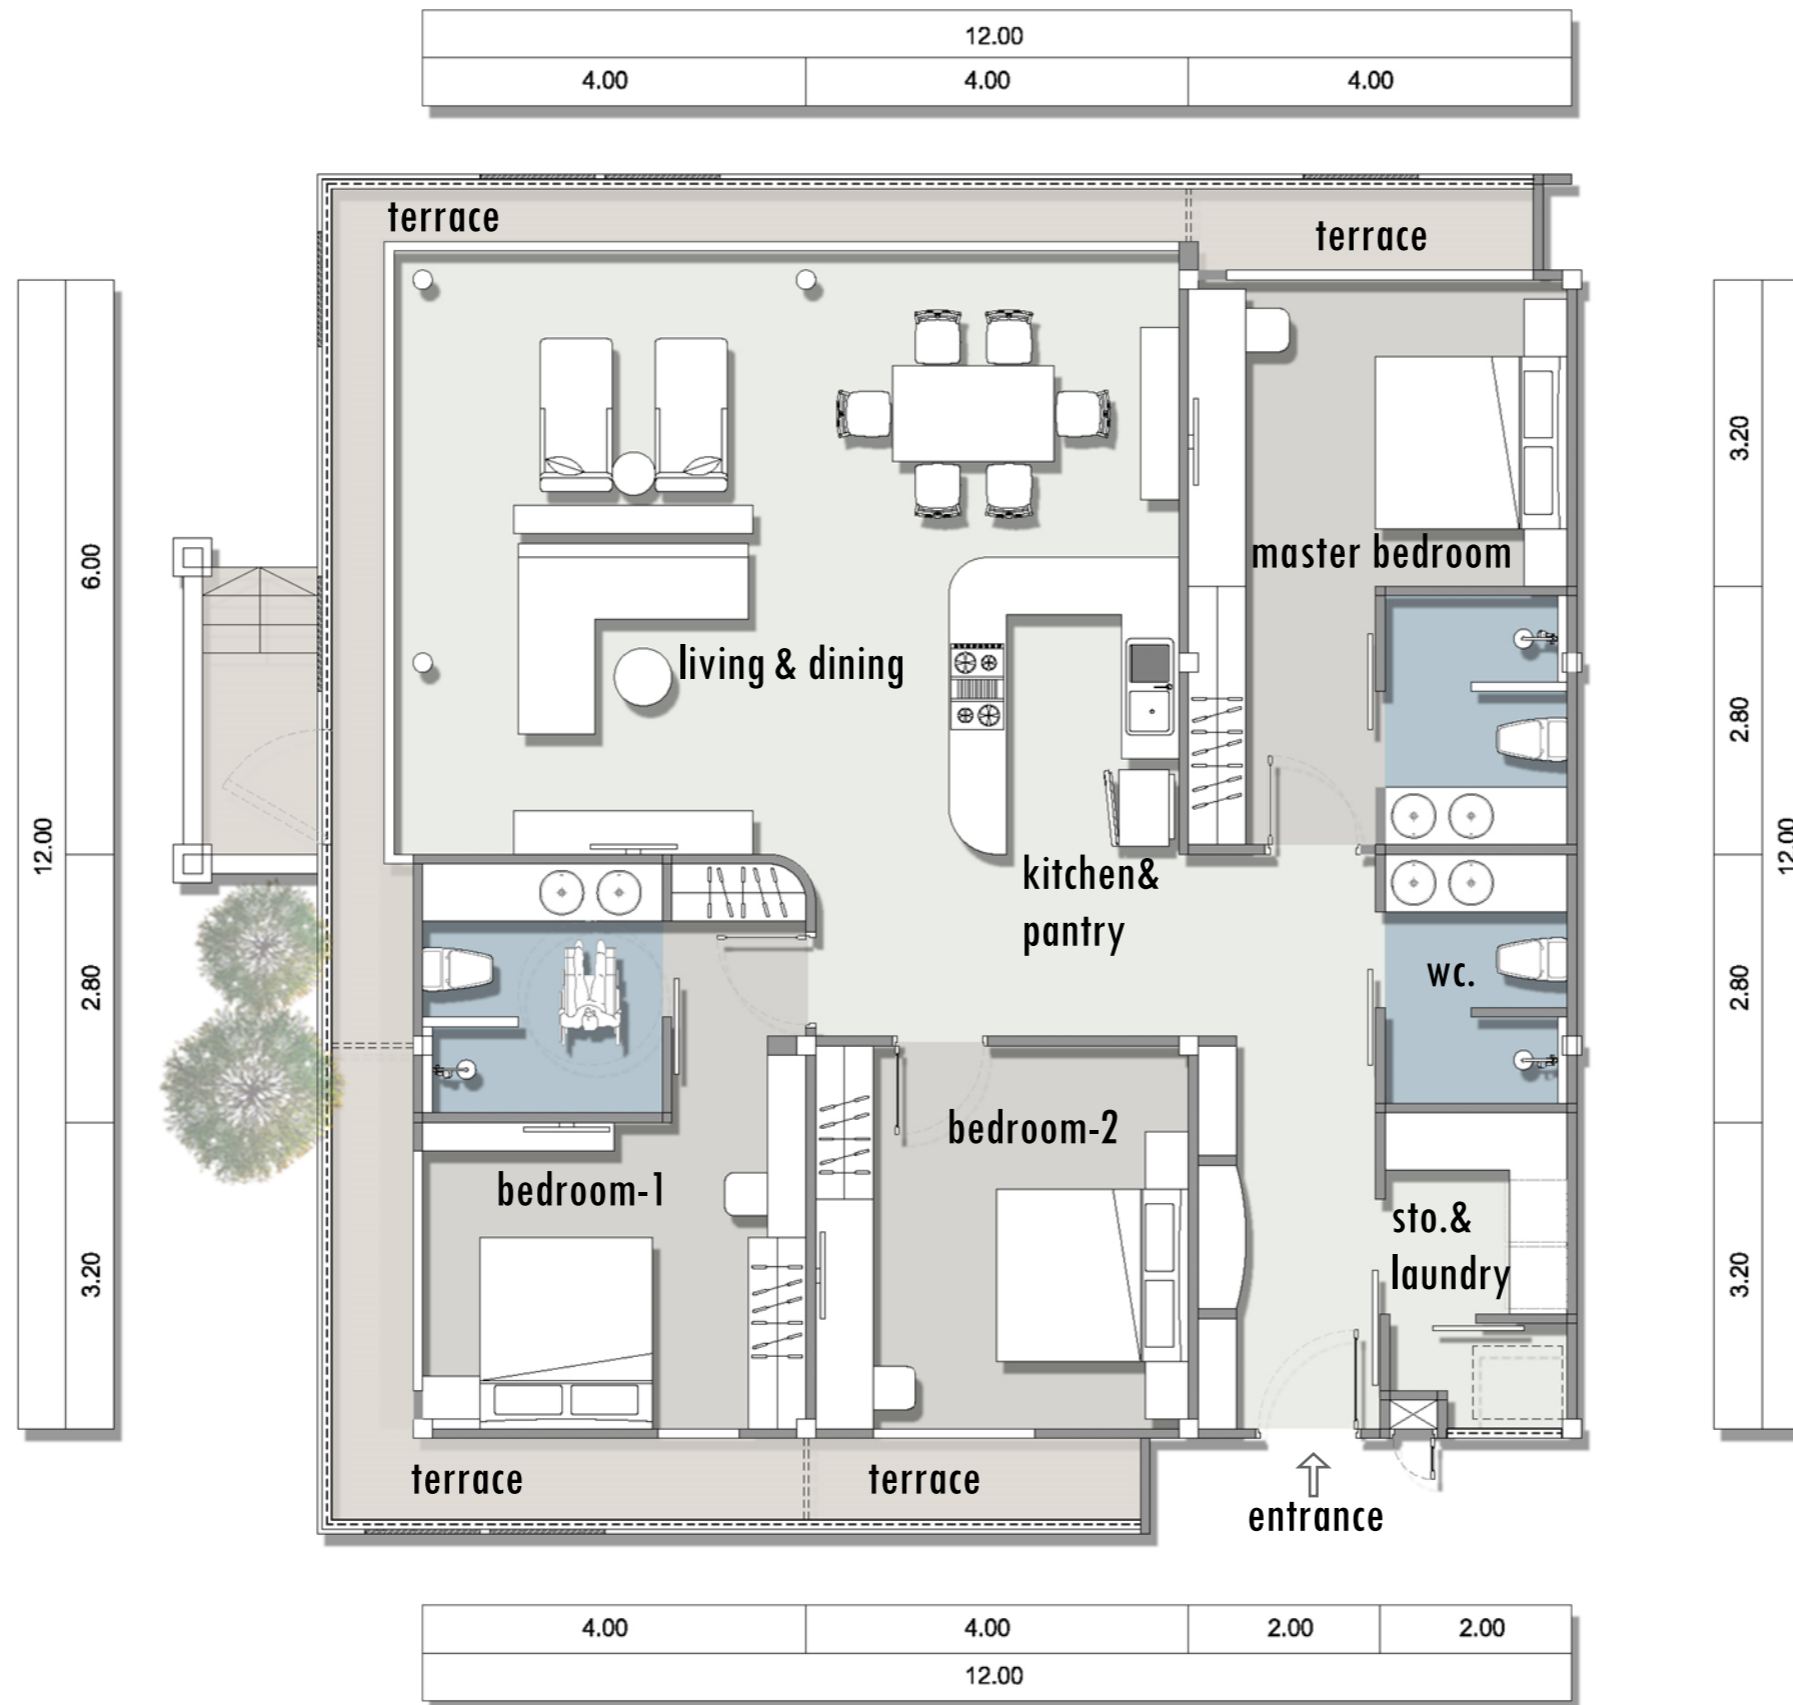 12.00
4.00 4.00 4.00
terrace
terrace
3.20
master bedroom
6.00
living & dining
2.80
12.00
12.00
kitchen&
pantry
wc.
2.80
2.80
bedroom-2
bedroom-1
sto.&
laundry
3.20
3.20
terrace
terrace
entrance
4.00 4.00 2.00 2.00
12.00